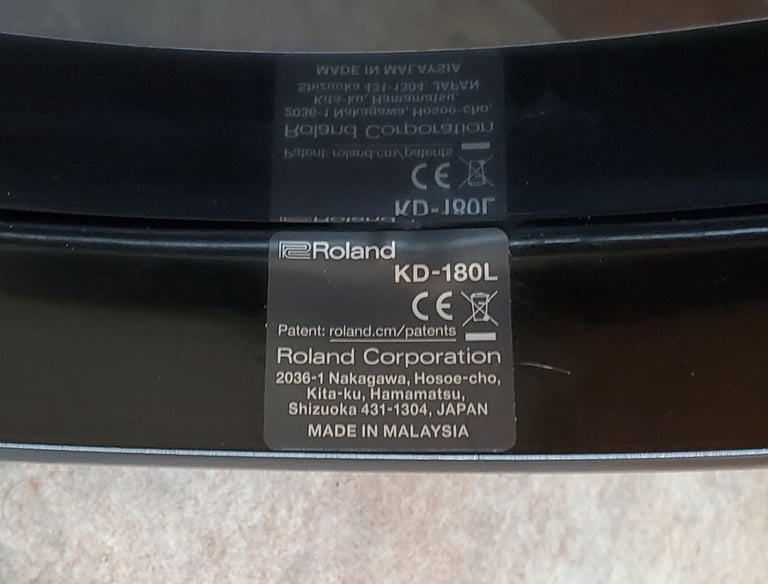 Roland
KD-180L
CE
Patent: roland.cm/patents
Roland Corporation
2036-1 Nakagawa, Hosoe-cho,
Kita-ku, Hamamatsu,
Shizuoka 431-1304, JAPAN
MADE IN MALAYSIA